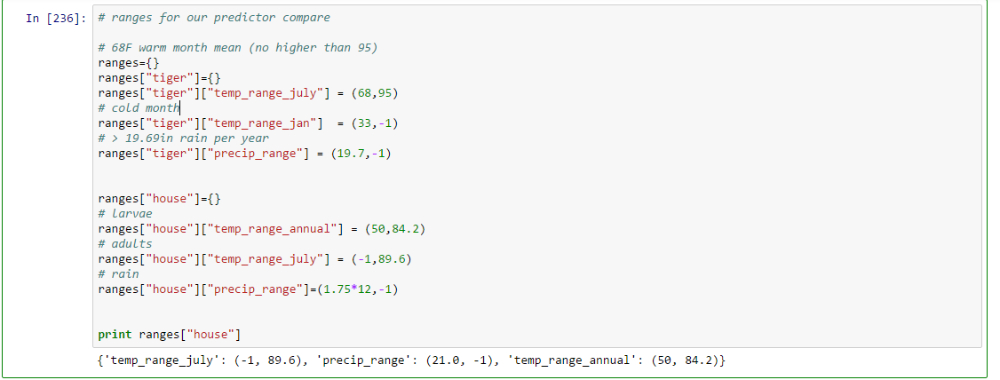 In [236]: # ranges for our predictor compare
# 68F warm month mean (no higher than 95)
ranges={}
ranges["tiger"]={}
ranges["tiger"]["temp_range_july"] = (68,95)
# cold month
ranges["tiger"]["temp_range_jan"]  = (33,-1)
# > 19.69in rain per year
ranges["tiger"]["precip_range"] = (19.7,-1)
ranges["house"]={}
# larvae
ranges["house"]["temp_range_annual"] = (50,84.2)
# adults
ranges["house"]["temp_range_july"] = (-1,89.6)
# rain
ranges["house"]["precip_range"]=(1.75*12,-1)
print ranges["house"]
{'temp_range_july': (-1, 89.6), 'precip_range': (21.0, -1), 'temp_range_annual': (50, 84.2)}